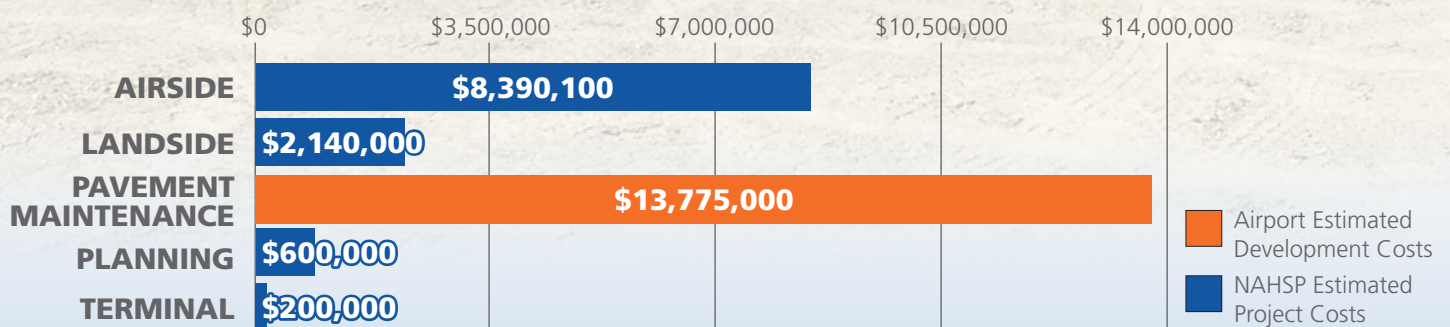 $0 $3,500,000 $7,000,000 $10,500,000 $14,000,000
AIRSIDE $8,390,100
LANDSIDE $2,140,000
PAVEMENT
MAINTENANCE $13,775,000
PLANNING $600,000
TERMINAL $200,000
Airport Estimated
Development Costs
NAHSP Estimated
Project Costs